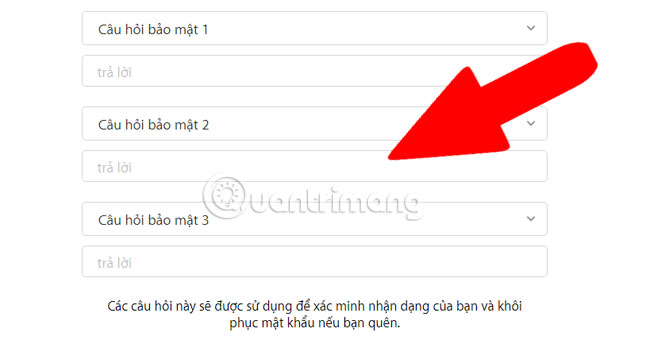 Câu hỏi bảo mật 1
trả lời
Câu hỏi bảo mật 2
trả lời
Quantrimang
Câu hỏi bảo mật 3
trả lời
Các câu hỏi này sẽ được sử dụng để xác minh nhận dạng của bạn và khôi
phục mật khẩu nếu bạn quên.